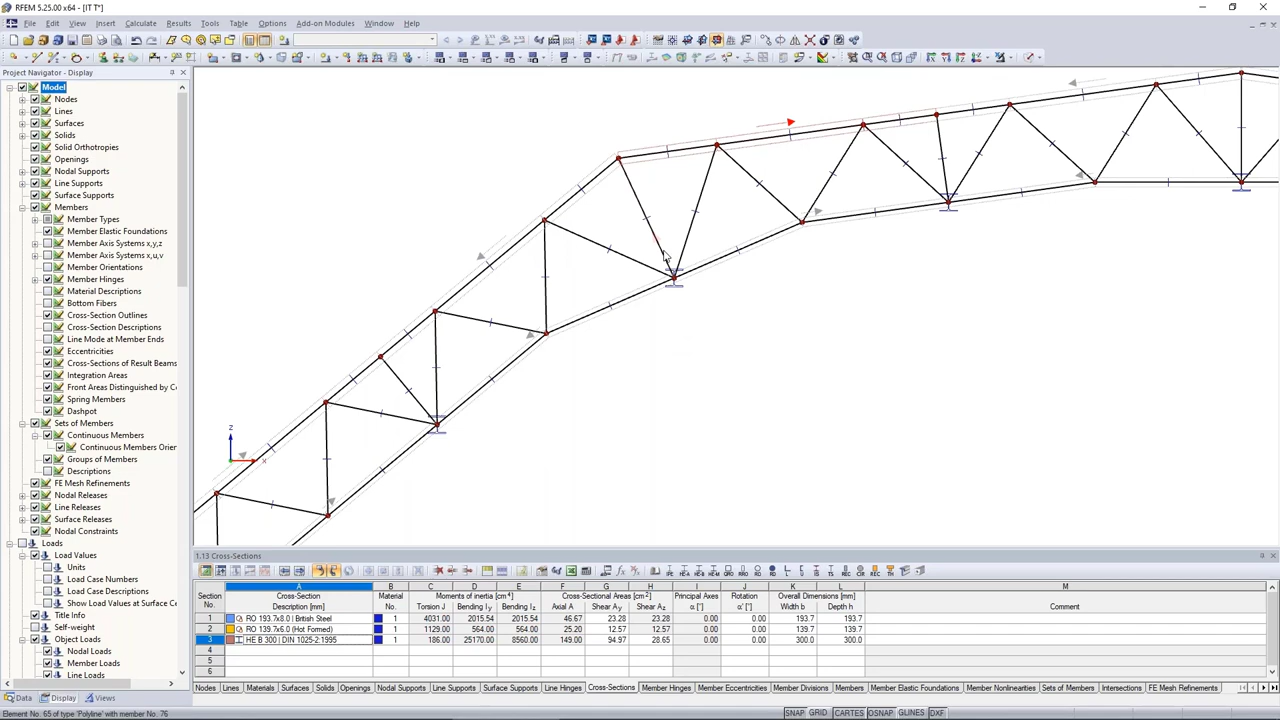 RFEM 5.25.00 x64 - [IT T*]
File Edit View Insert Calculate Results Tools Table Options Add-on Modules Window Help
Project Navigator - Display
Model
Nodes
Lines
Surfaces
Solids
Solid Orthotropies
Openings
Nodal Supports
Line Supports
Surface Supports
Members
Member Types
Member Elastic Foundations
Member Axis Systems x,y,z
Member Axis Systems x,u,v
Member Orientations
Member Hinges
Material Descriptions
Bottom Fibers
Cross-Section Outlines
Cross-Section Descriptions
Line Mode at Member Ends
Eccentricities
Cross-Sections of Result Beams
Integration Areas
Front Areas Distinguished by C
Spring Members
Dashpot
Sets of Members
Continuous Members
Continuous Members Orien
Groups of Members
Descriptions
FE Mesh Refinements
Nodal Releases
Line Releases
Surface Releases
Nodal Constraints
Loads
Load Values
Units
Load Case Numbers
Load Case Descriptions
Show Load Values at Surface Ce
Title Info
Self-weight
Object Loads
Nodal Loads
Member Loads
Line Loads
Data Display Views
Z
X
1.13 Cross-Sections
A B C D E F G H I J K L M
Section No. Cross-Section Description [mm] Material No. Moments of inertia [cm⁴] Torsion J Bending Iy Bending Iz Cross-Sectional Areas [cm²] Axial A Shear Ay Shear Az Principal Axes α [°] Rotation α' [°] Overall Dimensions [mm] Width b Depth h Comment
1 RO 193.7x8.0 | British Steel 1 4031.00 2015.54 2015.54 46.67 23.28 23.28 0.00 0.00 193.7 193.7
2 RO 139.7x6.0 (Hot Formed) 1 1129.00 564.00 564.00 25.20 12.57 12.57 0.00 0.00 139.7 139.7
3 HE B 300 | DIN 1025-2:1995 1 186.00 25170.00 8560.00 149.00 94.97 28.65 0.00 0.00 300.0 300.0
4
5
6
Nodes Lines Materials Surfaces Solids Openings Nodal Supports Line Supports Surface Supports Line Hinges Cross-Sections Member Hinges Member Eccentricities Member Divisions Members Member Elastic Foundations Member Nonlinearities Sets of Members Intersections FE Mesh Refinements
Element No. 65 of type 'Polyline' with member No. 76
SNAP GRID CARTES OSNAP GLINES DXF